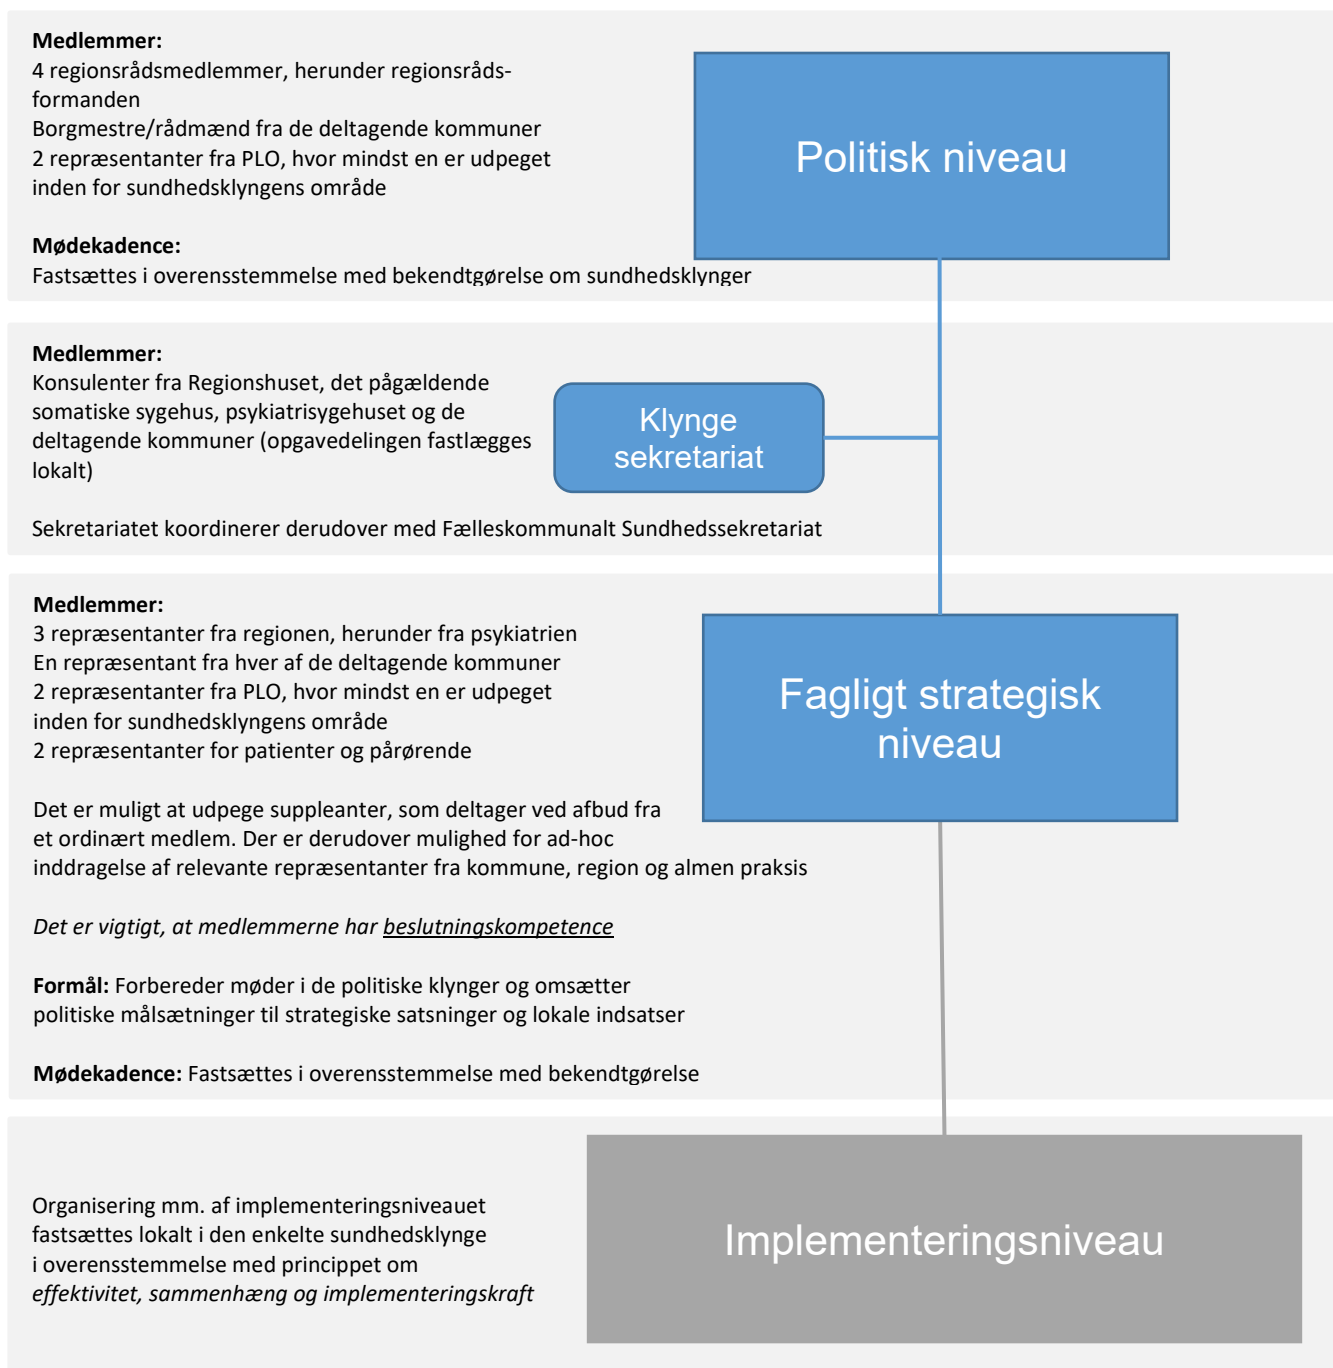 Medlemmer:
4 regionsrådsmedlemmer, herunder regionsråds-
formanden
Borgmestre/rådmænd fra de deltagende kommuner
2 repræsentanter fra PLO, hvor mindst en er udpeget
inden for sundhedsklyngens område
Mødekadence:
Fastsættes i overensstemmelse med bekendtgørelse om sundhedsklynger
Politisk niveau
Medlemmer:
Konsulenter fra Regionshuset, det pågældende
somatiske sygehus, psykiatrisygehuset og de
deltagende kommuner (opgavedelingen fastlægges
lokalt)
Sekretariatet koordinerer derudover med Fælleskommunalt Sundhedssekretariat
Klynge
sekretariat
Medlemmer:
3 repræsentanter fra regionen, herunder fra psykiatrien
En repræsentant fra hver af de deltagende kommuner
2 repræsentanter fra PLO, hvor mindst en er udpeget
inden for sundhedsklyngens område
2 repræsentanter for patienter og pårørende
Det er muligt at udpege suppleanter, som deltager ved afbud fra
et ordinært medlem. Der er derudover mulighed for ad-hoc
inddragelse af relevante repræsentanter fra kommune, region og almen praksis
Det er vigtigt, at medlemmerne har beslutningskompetence
Formål: Forbereder møder i de politiske klynger og omsætter
politiske målsætninger til strategiske satsninger og lokale indsatser
Mødekadence: Fastsættes i overensstemmelse med bekendtgørelse
Fagligt strategisk
niveau
Organisering mm. af implementeringsniveauet
fastsættes lokalt i den enkelte sundhedsklynge
i overensstemmelse med princippet om
effektivitet, sammenhæng og implementeringskraft
Implementeringsniveau